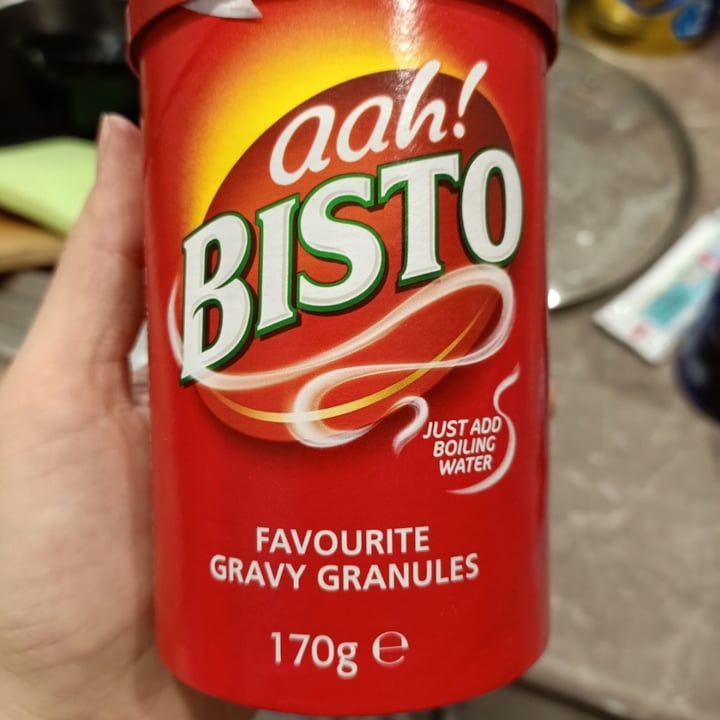 aah!
BISTO
JUST ADD
BOILING
WATER
FAVOURITE
GRAVY GRANULES
170g ℮